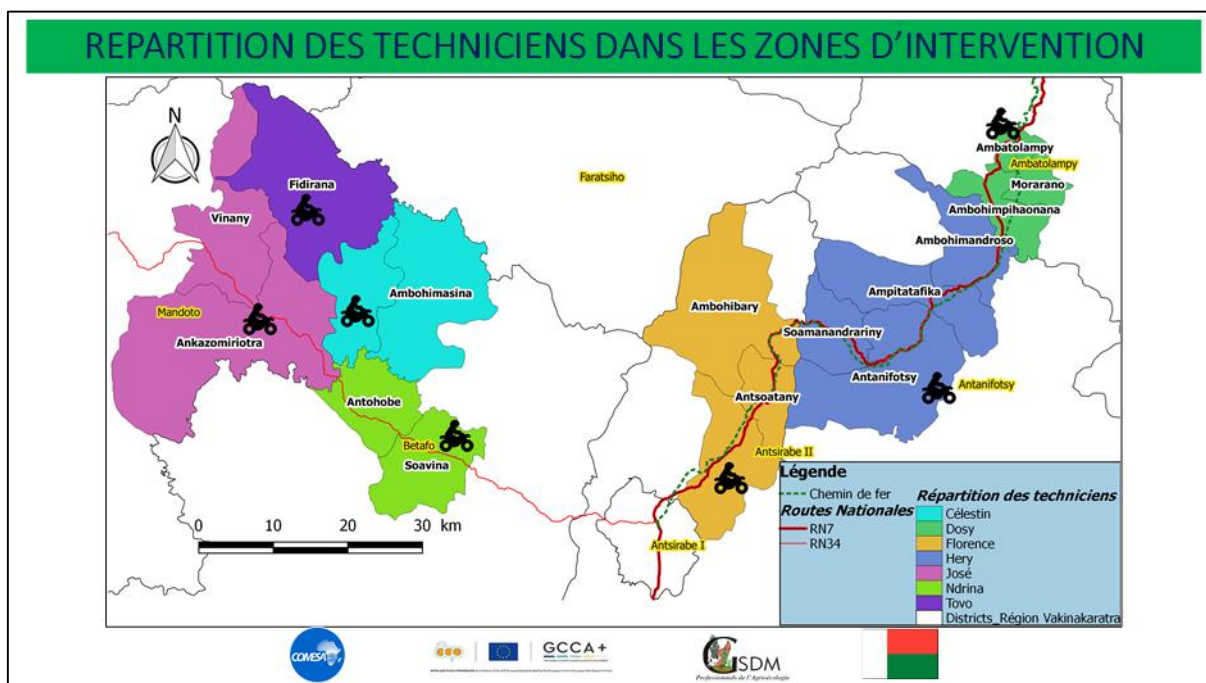 REPARTITION DES TECHNICIENS DANS LES ZONES D'INTERVENTION
N
Ambatolampy
Ambatolampy
Faratsiho
Fidirana
Morarano
Vinany
Ambohimpihaonana
Ambohimandroso
Ambohimasina
Ambohibary
Ampitatafika
Mandoto
Ankazomiriotra
Soamanandrariny
Antanifotsy
Antanifotsy
Antohobe
Antsoatany
Betafo
Soavina
Antsirabe II
Antsirabe I
0 10 20 30 km
Légende
Chemin de fer
Routes Nationales
RN7
RN34
Répartition des techniciens
Célestin
Dosy
Florence
Hery
José
Ndrina
Tovo
Districts_Région Vakinakaratra
COMESA
GCCA+
GSDM
Professionnels de l'Agroécologie